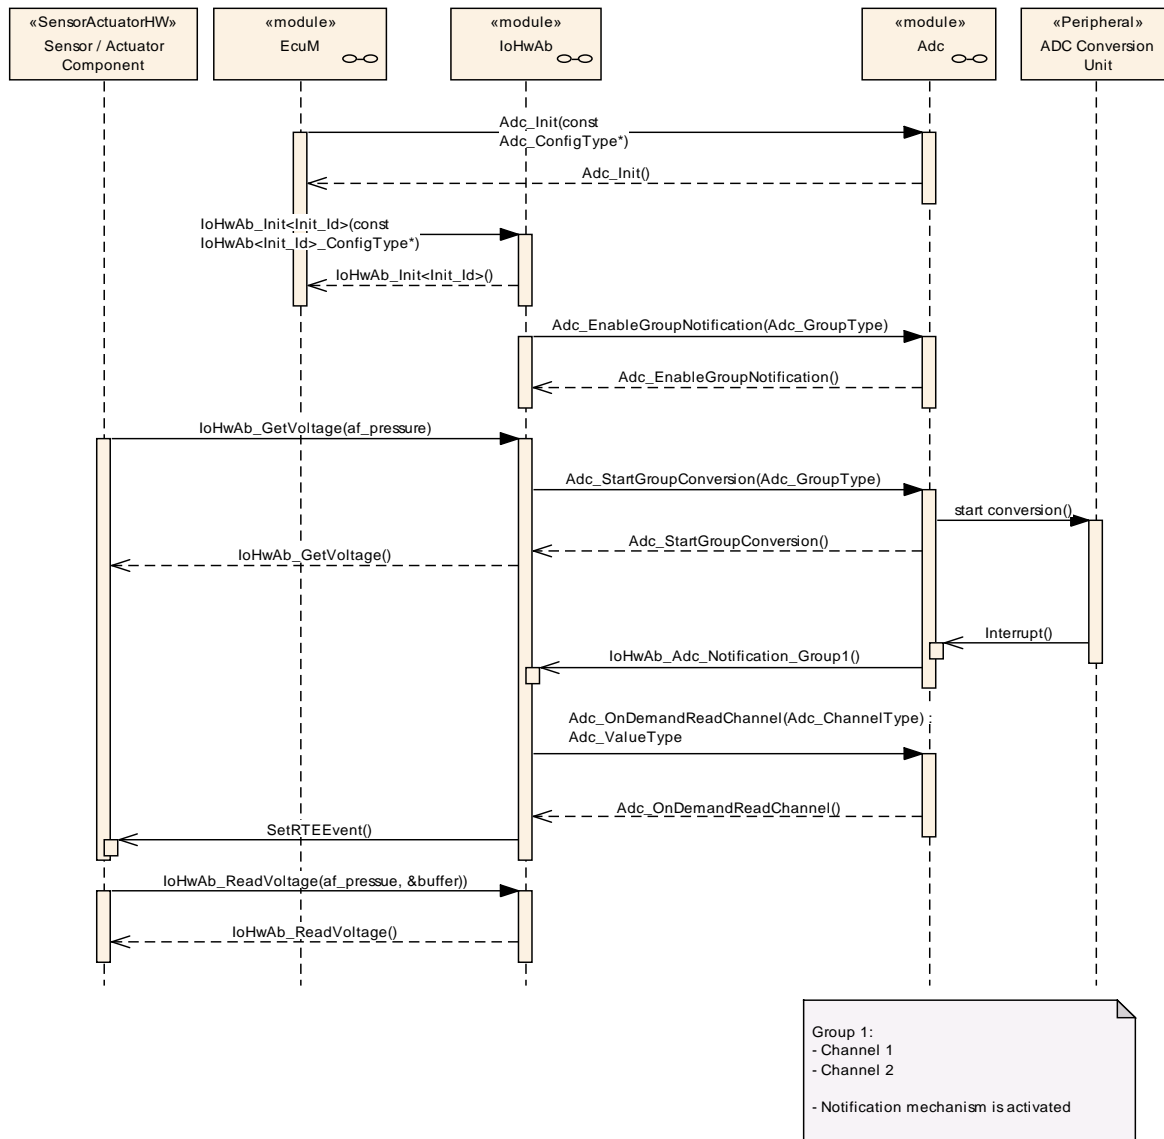 «SensorActuatorHW»
Sensor / Actuator
Component
«module»
EcuM
«module»
IoHwAb
«module»
Adc
«Peripheral»
ADC Conversion
Unit
Adc_Init(const
Adc_ConfigType*)
Adc_Init()
IoHwAb_Init<Init_Id>(const
IoHwAb<Init_Id>_ConfigType*)
IoHwAb_Init<Init_Id>()
Adc_EnableGroupNotification(Adc_GroupType)
Adc_EnableGroupNotification()
IoHwAb_GetVoltage(af_pressure)
Adc_StartGroupConversion(Adc_GroupType)
start conversion()
Adc_StartGroupConversion()
IoHwAb_GetVoltage()
Interrupt()
IoHwAb_Adc_Notification_Group1()
Adc_OnDemandReadChannel(Adc_ChannelType) :
Adc_ValueType
Adc_OnDemandReadChannel()
SetRTEEvent()
IoHwAb_ReadVoltage(af_pressue, &buffer))
IoHwAb_ReadVoltage()
Group 1:
- Channel 1
- Channel 2
- Notification mechanism is activated